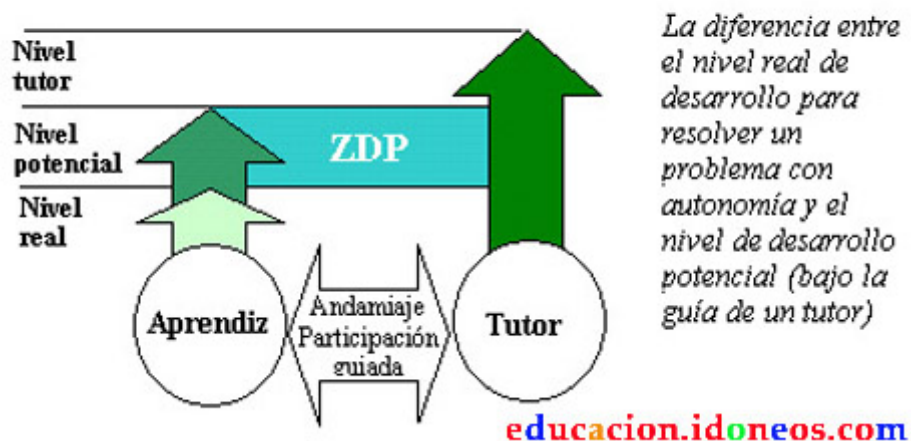 Nivel
tutor
Nivel
potencial
Nivel
real
ZDP
Aprendiz
Andamiaje
Participación
guiada
Tutor
La diferencia entre
el nivel real de
desarrollo para
resolver un
problema con
autonomía y el
nivel de desarrollo
potencial (bajo la
guía de un tutor)
educacion.idoneos.com